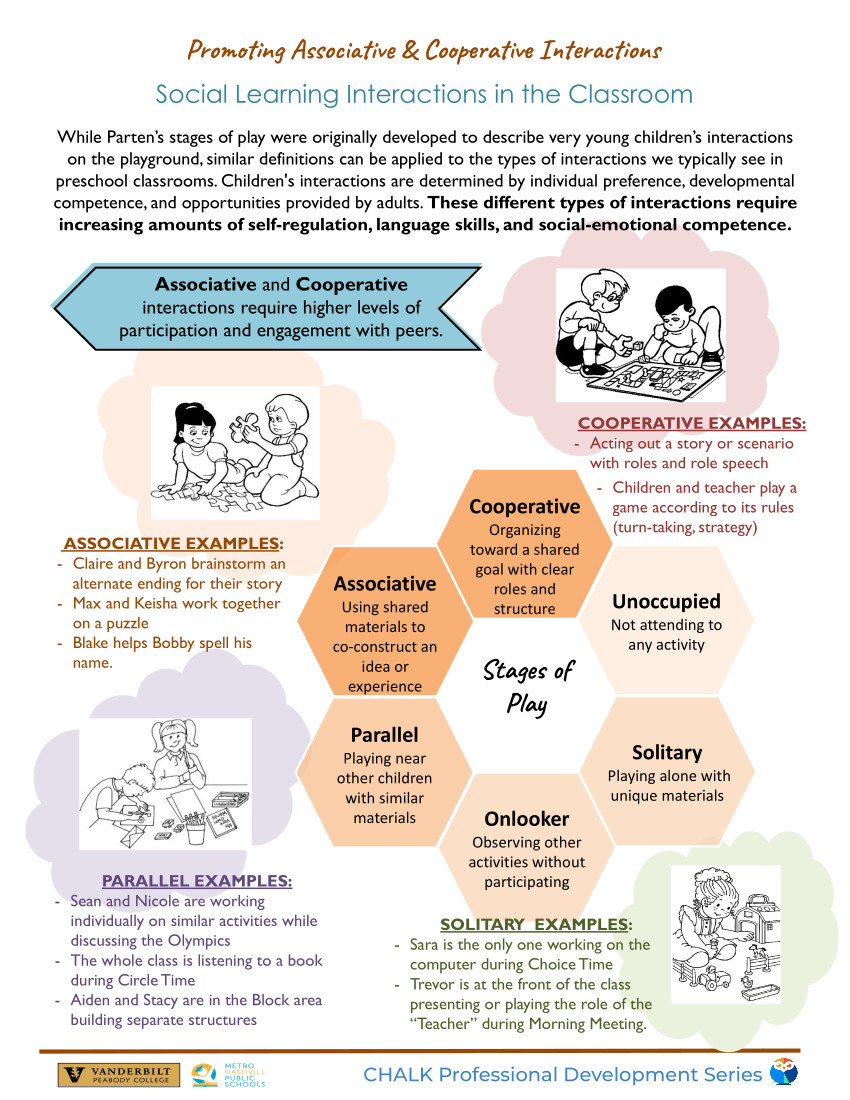 Promoting Associative & Cooperative Interactions
Social Learning Interactions in the Classroom
While Parten's stages of play were originally developed to describe very young children's interactions
on the playground, similar definitions can be applied to the types of interactions we typically see in
preschool classrooms. Children's interactions are determined by individual preference, developmental
competence, and opportunities provided by adults. These different types of interactions require
increasing amounts of self-regulation, language skills, and social-emotional competence.
Associative and Cooperative
interactions require higher levels of
participation and engagement with peers.
COOPERATIVE EXAMPLES:
- Acting out a story or scenario
with roles and role speech
- Children and teacher play a
game according to its rules
(turn-taking, strategy)
ASSOCIATIVE EXAMPLES:
- Claire and Byron brainstorm an
alternate ending for their story
- Max and Keisha work together
on a puzzle
- Blake helps Bobby spell his
name.
Cooperative
Organizing
toward a shared
goal with clear
roles and
structure
Associative
Using shared
materials to
co-construct an
idea or
experience
Unoccupied
Not attending to
any activity
Stages of
Play
Parallel
Playing near
other children
with similar
materials
Solitary
Playing alone with
unique materials
Onlooker
Observing other
activities without
participating
PARALLEL EXAMPLES:
- Sean and Nicole are working
individually on similar activities while
discussing the Olympics
- The whole class is listening to a book
during Circle Time
- Aiden and Stacy are in the Block area
building separate structures
SOLITARY EXAMPLES:
- Sara is the only one working on the
computer during Choice Time
- Trevor is at the front of the class
presenting or playing the role of the
"Teacher" during Morning Meeting.
VANDERBILT
PEABODY COLLEGE
METRO
NASHVILLE
PUBLIC
SCHOOLS
CHALK Professional Development Series